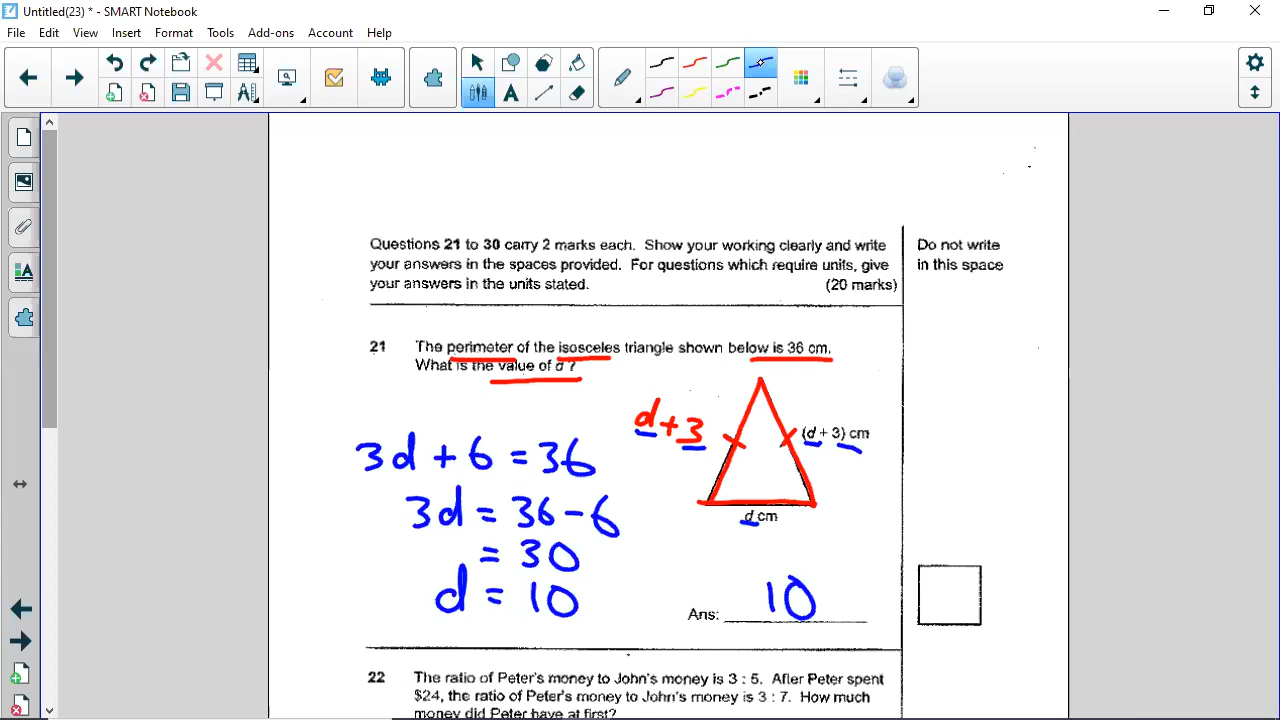 Untitled(23) * - SMART Notebook
File Edit View Insert Format Tools Add-ons Account Help
Questions 21 to 30 carry 2 marks each. Show your working clearly and write
your answers in the spaces provided. For questions which require units, give
your answers in the units stated. (20 marks)
Do not write
in this space
21 The perimeter of the isosceles triangle shown below is 36 cm.
What is the value of d ?
d+3
(d + 3) cm
d cm
3d + 6 = 36
3d = 36 - 6
= 30
d = 10
Ans: 10
22 The ratio of Peter's money to John's money is 3 : 5. After Peter spent
$24, the ratio of Peter's money to John's money is 3 : 7. How much
money did Peter have at first?